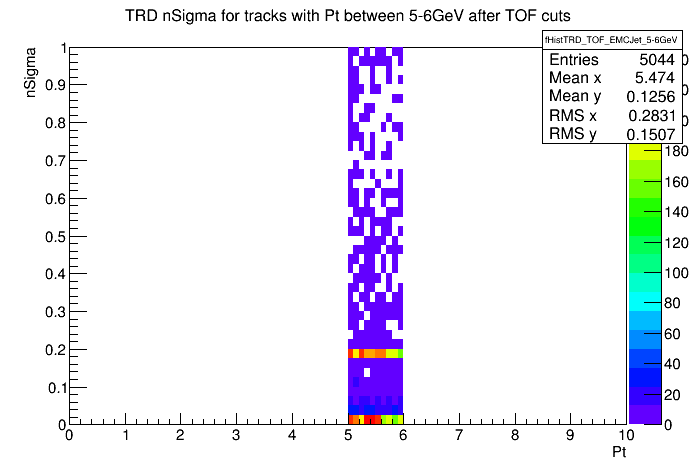 TRD nSigma for tracks with Pt between 5-6GeV after TOF cuts
fHistTRD_TOF_EMCJet_5-6GeV
Entries 5044
Mean x 5.474
Mean y 0.1256
RMS x 0.2831
RMS y 0.1507
nSigma
1
0.9
0.8
0.7
0.6
0.5
0.4
0.3
0.2
0.1
0
0 1 2 3 4 5 6 7 8 9 10
Pt
180
160
140
120
100
80
60
40
20
0